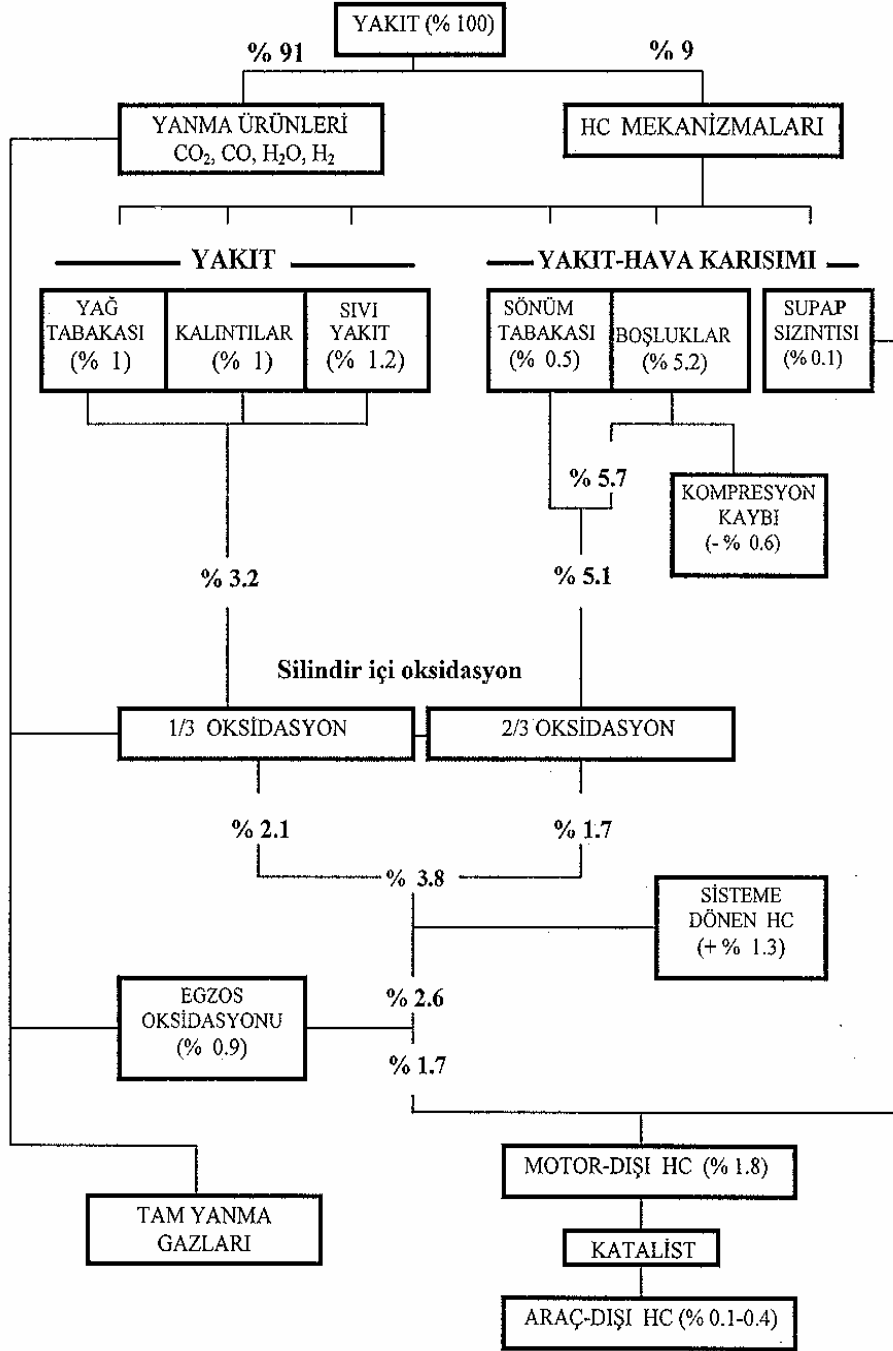 YAKIT (% 100)
% 91
% 9
YANMA ÜRÜNLERİ
CO₂, CO, H₂O, H₂
HC MEKANİZMALARI
YAKIT
YAKIT-HAVA KARISIMI
YAĞ
TABAKASI
(% 1)
KALINTILAR
(% 1)
SIVI
YAKIT
(% 1.2)
SÖNÜM
TABAKASI
(% 0.5)
BOŞLUKLAR
(% 5.2)
SUPAP
SIZINTISI
(% 0.1)
% 5.7
KOMPRESYON
KAYBI
(- % 0.6)
% 3.2
% 5.1
Silindir içi oksidasyon
1/3 OKSİDASYON
2/3 OKSİDASYON
% 2.1
% 1.7
% 3.8
SİSTEME
DÖNEN HC
(+ % 1.3)
EGZOS
OKSİDASYONU
(% 0.9)
% 2.6
% 1.7
MOTOR-DIŞI HC (% 1.8)
TAM YANMA
GAZLARI
KATALİST
ARAÇ-DIŞI HC (% 0.1-0.4)